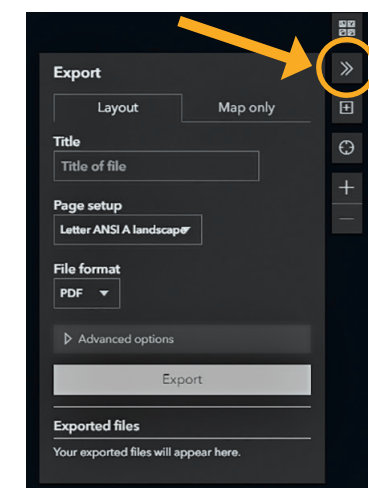 Export
Layout Map only
Title
Title of file
Page setup
Letter ANSI A landscape
File format
PDF
Advanced options
Export
Exported files
Your exported files will appear here.